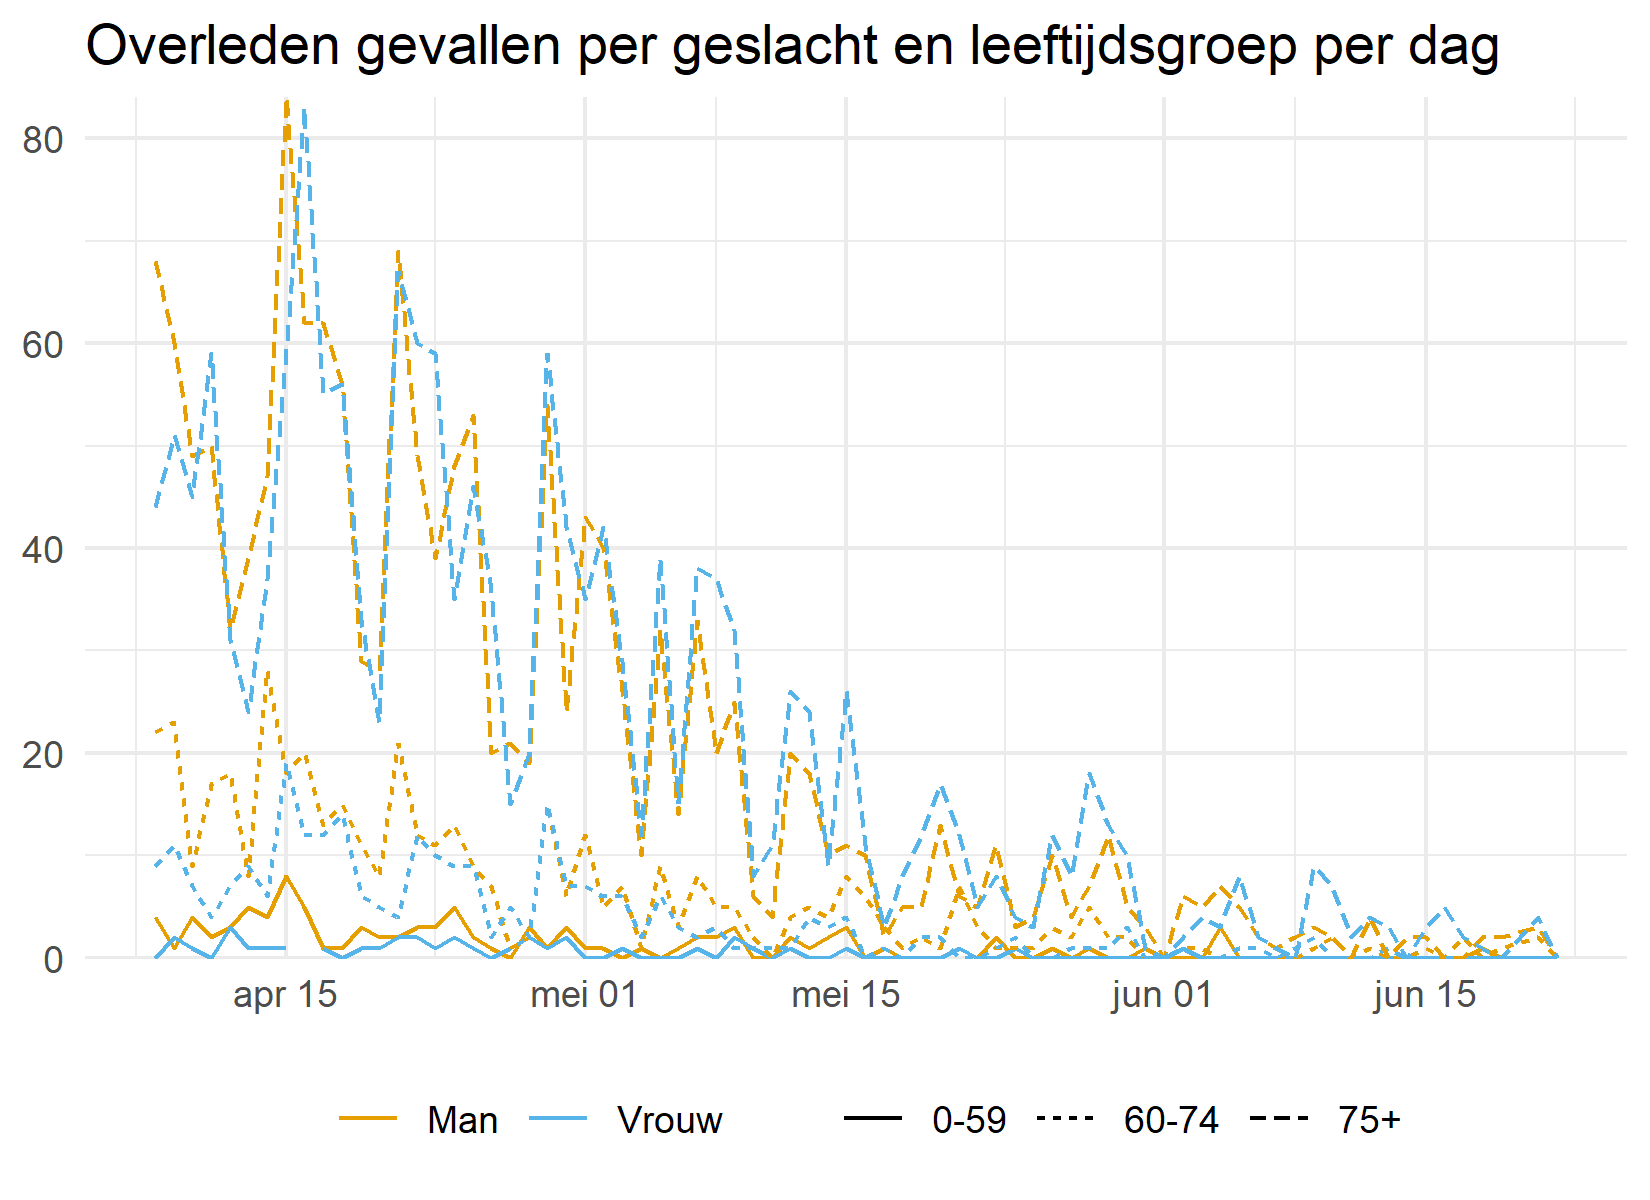 Overleden gevallen per geslacht en leeftijdsgroep per dag
80
60
40
20
0
apr 15 mei 01 mei 15 jun 01 jun 15
Man Vrouw 0-59 60-74 75+